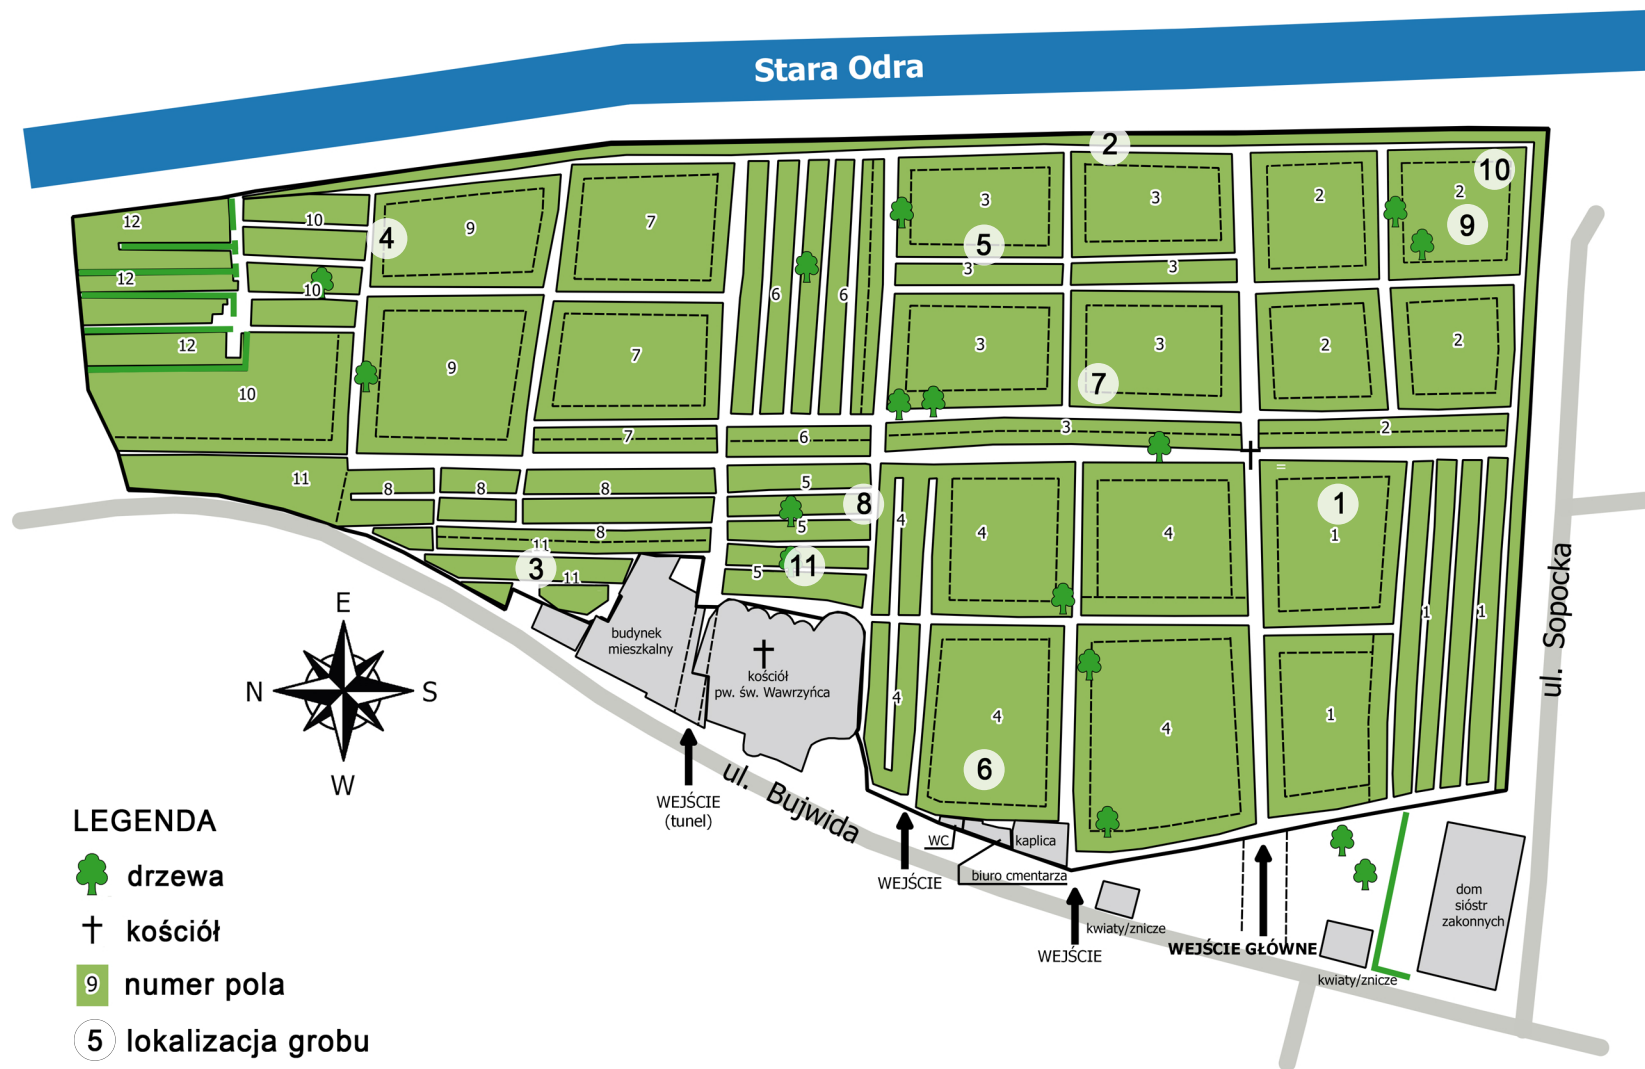 Stara Odra
2
10
12
10
9
7
3
3
2
2
9
4
5
12
10
6
6
3
3
12
10
9
7
3
3
2
2
7
7
6
3
2
11
8
8
8
5
8
4
4
4
1
1
8
5
11
3
11
5
11
1
1
E
N
S
W
budynek
mieszkalny
kościół
pw. św. Wawrzyńca
4
4
4
1
6
WEJŚCIE
(tunel)
ul. Bujwida
ul. Sopocka
WC
kaplica
biuro cmentarza
WEJŚCIE
kwiaty/znicze
WEJŚCIE
WEJŚCIE GŁÓWNE
kwiaty/znicze
dom
sióstr
zakonnych
LEGENDA
drzewa
kościół
9 numer pola
5 lokalizacja grobu